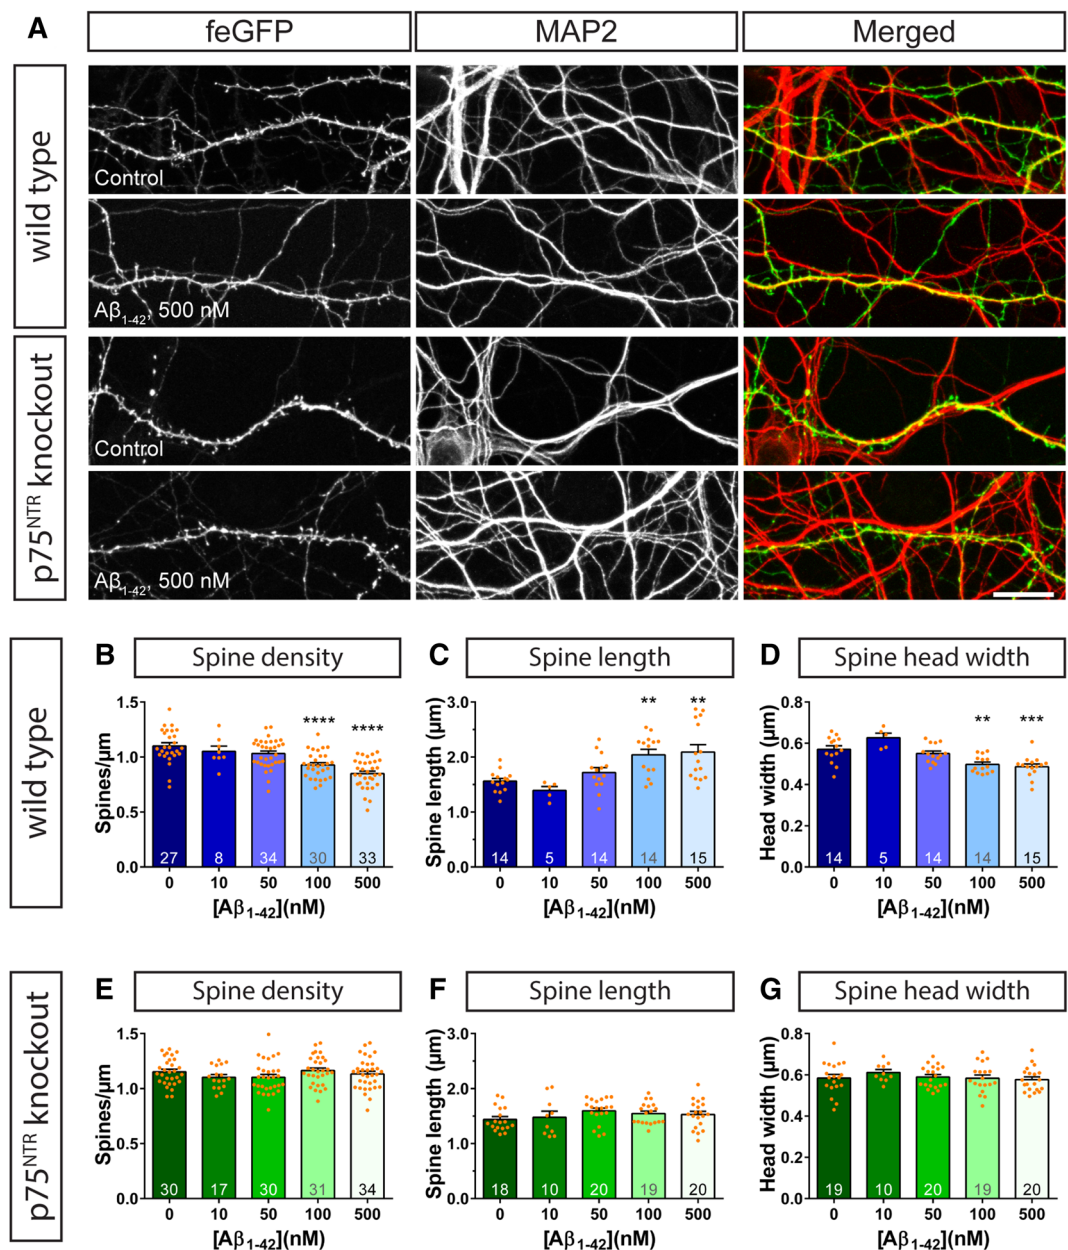 A
feGFP
MAP2
Merged
wild type
Control
Aβ1-42, 500 nM
p75NTR knockout
Control
Aβ1-42, 500 nM
wild type
B
Spine density
Spines/µm
1.5
1.0
0.5
0.0
****
****
27
8
34
30
33
0
10
50
100
500
[Aβ1-42](nM)
C
Spine length
Spine length (µm)
3.0
2.0
1.0
0.0
**
**
14
5
14
14
15
0
10
50
100
500
[Aβ1-42](nM)
D
Spine head width
Head width (µm)
0.8
0.6
0.4
0.2
0.0
**
***
14
5
14
14
15
0
10
50
100
500
[Aβ1-42](nM)
p75NTR knockout
E
Spine density
Spines/µm
1.5
1.0
0.5
0.0
30
17
30
31
34
0
10
50
100
500
[Aβ1-42](nM)
F
Spine length
Spine length (µm)
3.0
2.0
1.0
0.0
18
10
20
19
20
0
10
50
100
500
[Aβ1-42](nM)
G
Spine head width
Head width (µm)
0.8
0.6
0.4
0.2
0.0
19
10
20
19
20
0
10
50
100
500
[Aβ1-42](nM)